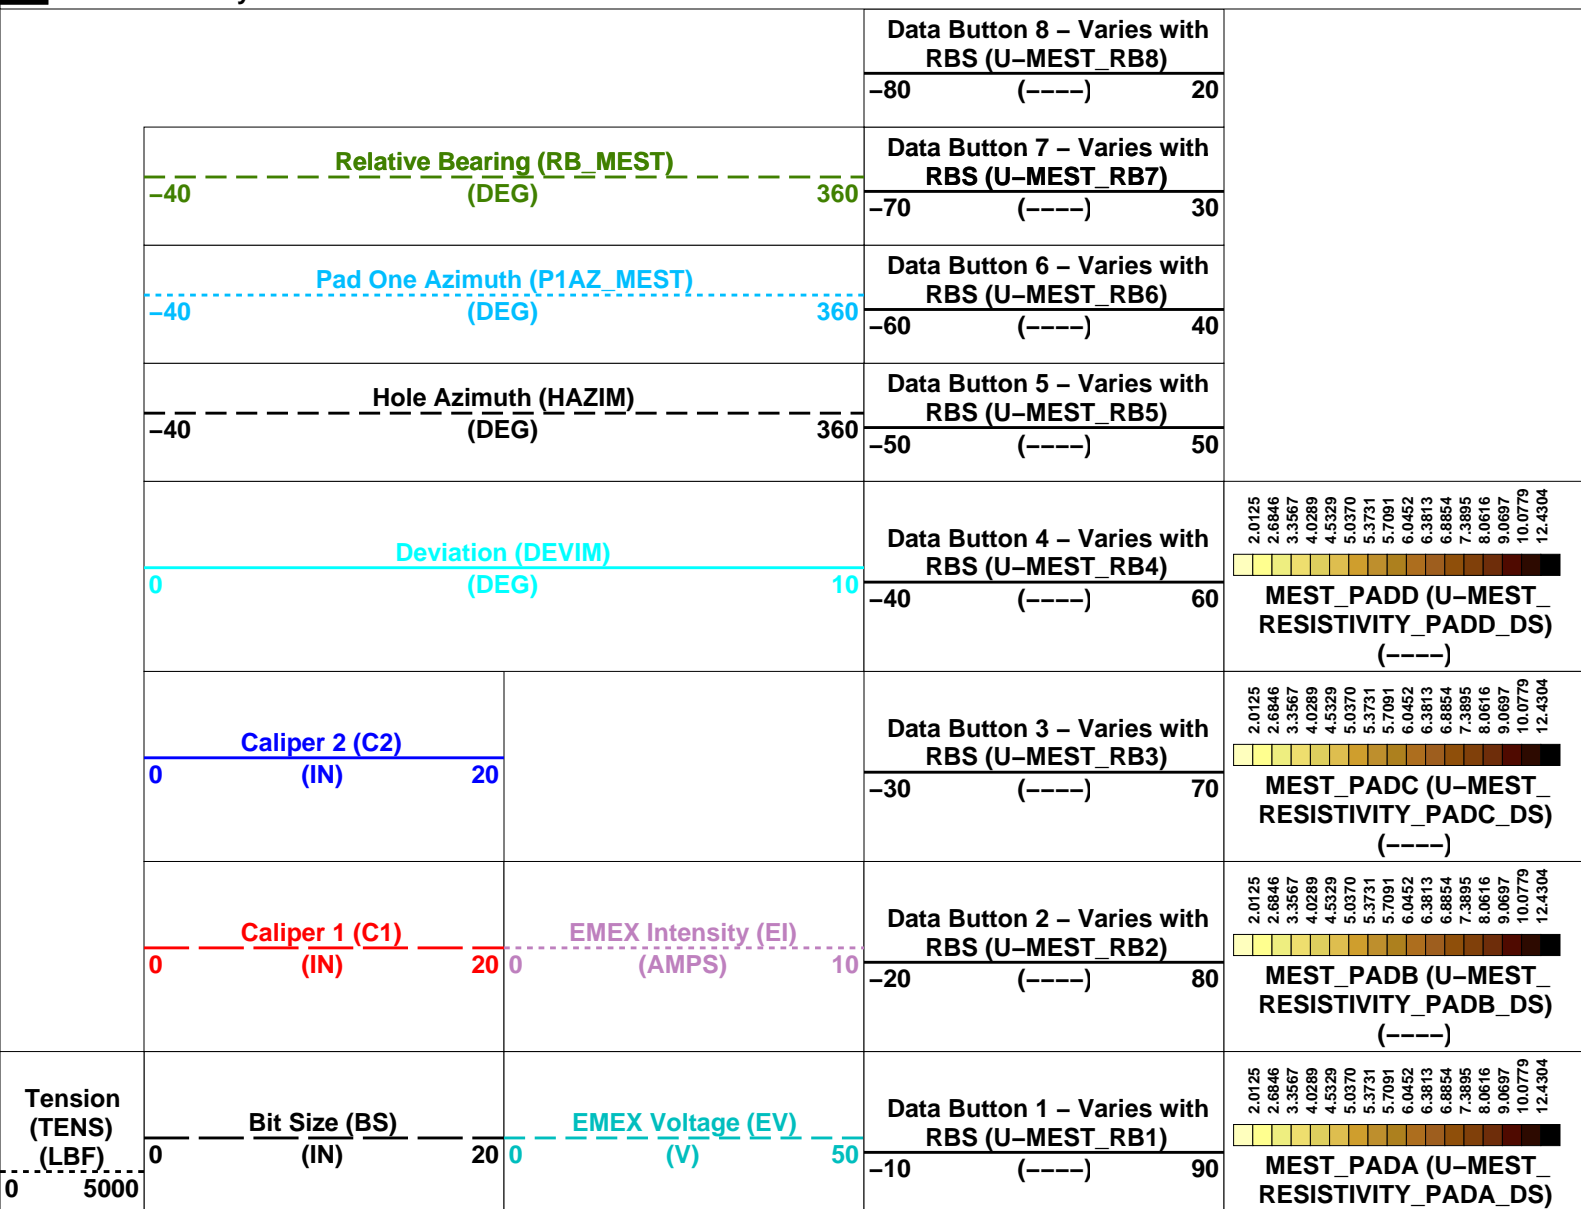 Data Button 8 – Varies with
RBS (U–MEST_RB8)
–80 (––––) 20
Relative Bearing (RB_MEST)
–40 (DEG) 360
Data Button 7 – Varies with
RBS (U–MEST_RB7)
–70 (––––) 30
Pad One Azimuth (P1AZ_MEST)
–40 (DEG) 360
Data Button 6 – Varies with
RBS (U–MEST_RB6)
–60 (––––) 40
Hole Azimuth (HAZIM)
–40 (DEG) 360
Data Button 5 – Varies with
RBS (U–MEST_RB5)
–50 (––––) 50
Deviation (DEVIM)
0 (DEG) 10
Data Button 4 – Varies with
RBS (U–MEST_RB4)
–40 (––––) 60
2.0125
2.6846
3.3567
4.0289
4.5329
5.0370
5.3731
5.7091
6.0452
6.3813
6.8854
7.3895
8.0616
9.0697
10.0779
12.4304
MEST_PADD (U–MEST_
RESISTIVITY_PADD_DS)
(––––)
Caliper 2 (C2)
0 (IN) 20
Data Button 3 – Varies with
RBS (U–MEST_RB3)
–30 (––––) 70
2.0125
2.6846
3.3567
4.0289
4.5329
5.0370
5.3731
5.7091
6.0452
6.3813
6.8854
7.3895
8.0616
9.0697
10.0779
12.4304
MEST_PADC (U–MEST_
RESISTIVITY_PADC_DS)
(––––)
Caliper 1 (C1)
0 (IN) 20
EMEX Intensity (EI)
0 (AMPS) 10
Data Button 2 – Varies with
RBS (U–MEST_RB2)
–20 (––––) 80
2.0125
2.6846
3.3567
4.0289
4.5329
5.0370
5.3731
5.7091
6.0452
6.3813
6.8854
7.3895
8.0616
9.0697
10.0779
12.4304
MEST_PADB (U–MEST_
RESISTIVITY_PADB_DS)
(––––)
Tension
(TENS)
(LBF)
0 5000
Bit Size (BS)
0 (IN) 20
EMEX Voltage (EV)
0 (V) 50
Data Button 1 – Varies with
RBS (U–MEST_RB1)
–10 (––––) 90
2.0125
2.6846
3.3567
4.0289
4.5329
5.0370
5.3731
5.7091
6.0452
6.3813
6.8854
7.3895
8.0616
9.0697
10.0779
12.4304
MEST_PADA (U–MEST_
RESISTIVITY_PADA_DS)